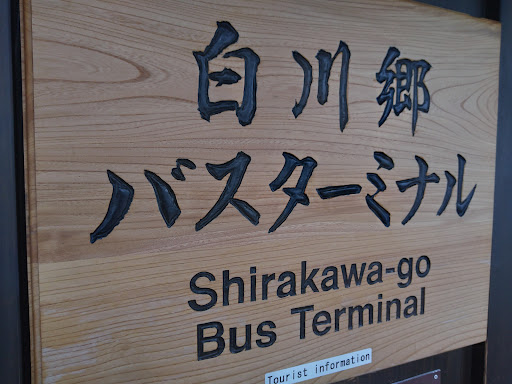 白川郷
バスターミナル
Shirakawa-go
Bus Terminal
Tourist information